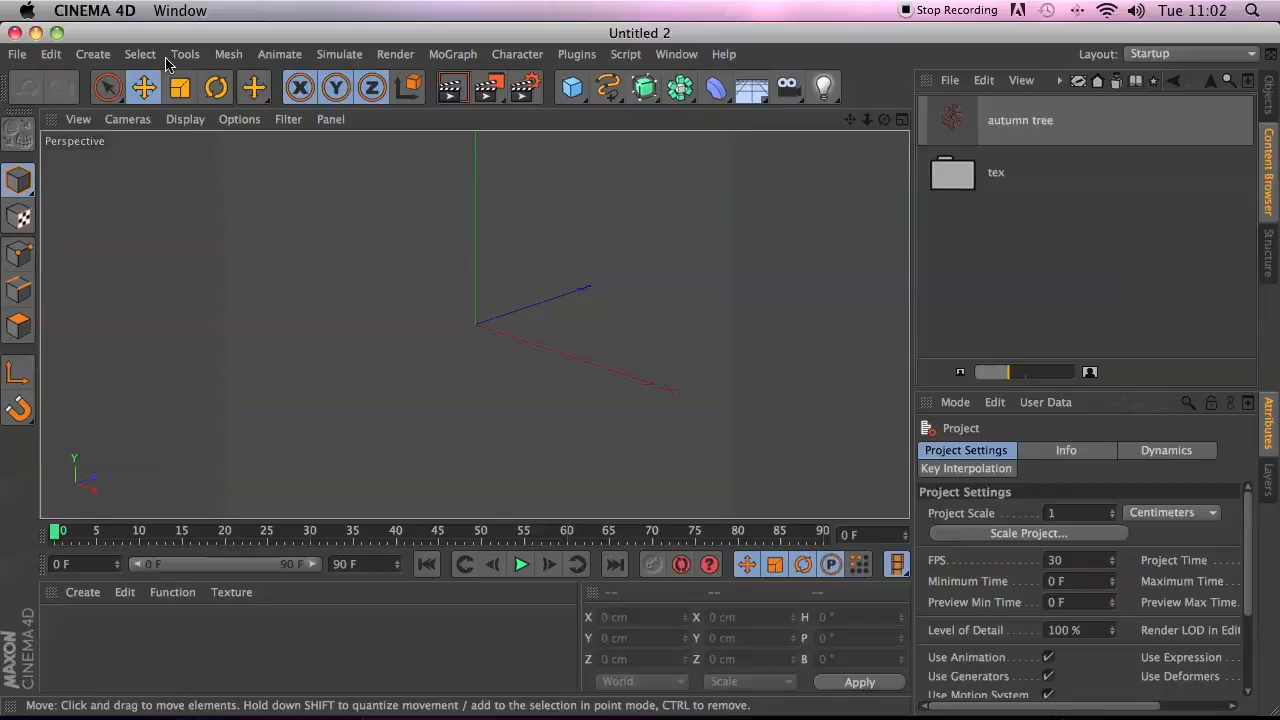 CINEMA 4D Window Stop Recording Tue 11:02
Untitled 2
File Edit Create Select Tools Mesh Animate Simulate Render MoGraph Character Plugins Script Window Help Layout: Startup
File Edit View
View Cameras Display Options Filter Panel
Perspective
autumn tree
tex
Objects
Content Browser
Structure
Mode Edit User Data
Project
Project Settings Info Dynamics
Key Interpolation
Project Settings
Project Scale 1 Centimeters
Scale Project...
FPS 30 Project Time
Minimum Time 0 F Maximum Time
Preview Min Time 0 F Preview Max Time
Level of Detail 100 % Render LOD in Edit
Use Animation Use Expression
Use Generators Use Deformers
Use Motion System
Attributes
Layers
Y
0 5 10 15 20 25 30 35 40 45 50 55 60 65 70 75 80 85 90 0 F
0 F 0 F 90 F 90 F
Create Edit Function Texture
-- -- --
X 0 cm X 0 cm H 0 °
Y 0 cm Y 0 cm P 0 °
Z 0 cm Z 0 cm B 0 °
World Scale Apply
MAXON
CINEMA 4D
Move: Click and drag to move elements. Hold down SHIFT to quantize movement / add to the selection in point mode, CTRL to remove.